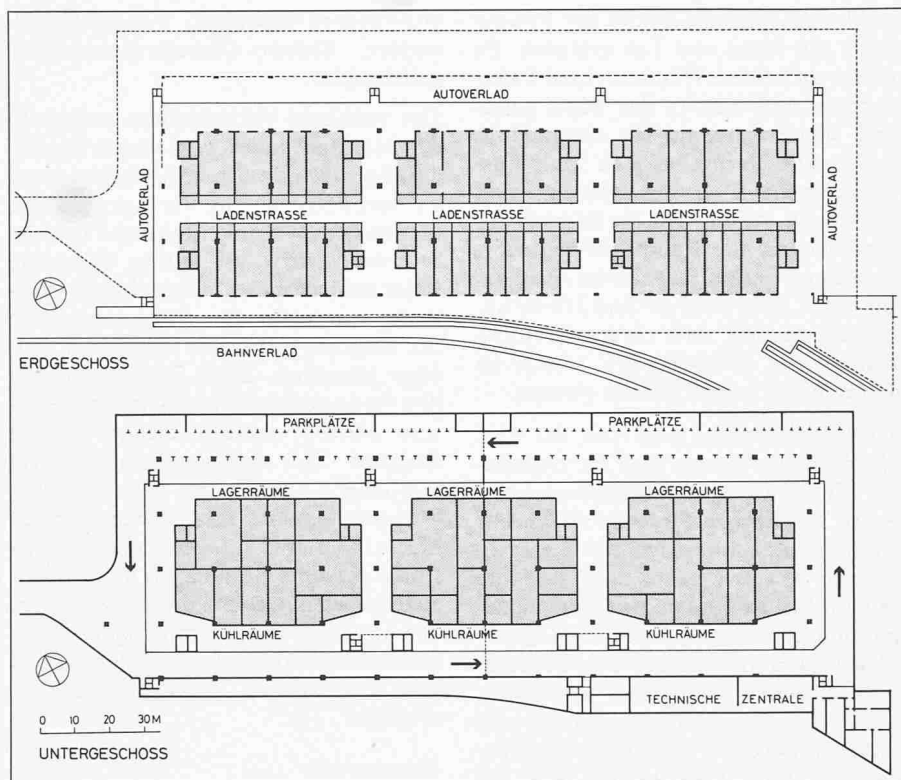 AUTOVERLAD
AUTOVERLAD
AUTOVERLAD
LADENSTRASSE
LADENSTRASSE
LADENSTRASSE
BAHNVERLAD
ERDGESCHOSS
PARKPLÄTZE
PARKPLÄTZE
LAGERRÄUME
LAGERRÄUME
LAGERRÄUME
KÜHLRÄUME
KÜHLRÄUME
KÜHLRÄUME
TECHNISCHE ZENTRALE
0 10 20 30 M
UNTERGESCHOSS